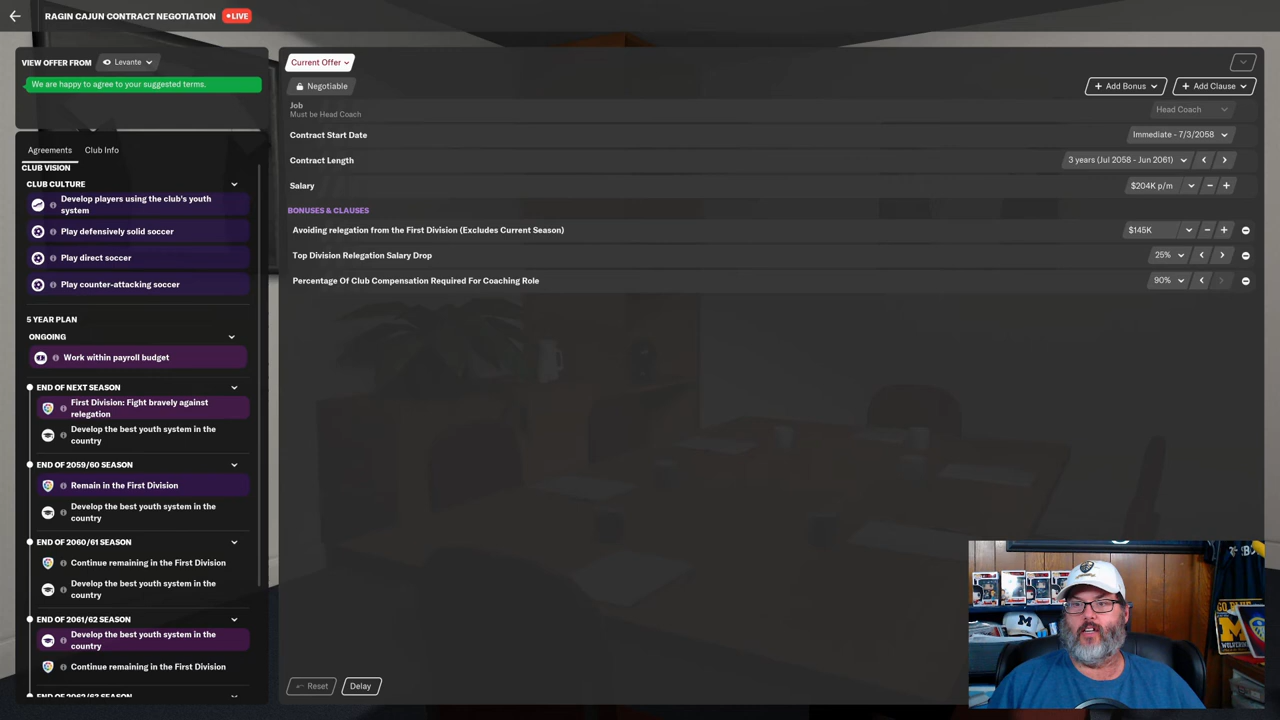 RAGIN CAJUN CONTRACT NEGOTIATION
LIVE
VIEW OFFER FROM
Levante
We are happy to agree to your suggested terms.
Agreements
Club Info
CLUB VISION
CLUB CULTURE
Develop players using the club's youth
system
Play defensively solid soccer
Play direct soccer
Play counter-attacking soccer
5 YEAR PLAN
ONGOING
Work within payroll budget
END OF NEXT SEASON
First Division: Fight bravely against
relegation
Develop the best youth system in the
country
END OF 2059/60 SEASON
Remain in the First Division
Develop the best youth system in the
country
END OF 2060/61 SEASON
Continue remaining in the First Division
Develop the best youth system in the
country
END OF 2061/62 SEASON
Develop the best youth system in the
country
Continue remaining in the First Division
END OF 2062/63 SEASON
Current Offer
Negotiable
+ Add Bonus
+ Add Clause
Job
Must be Head Coach
Head Coach
Contract Start Date
Immediate - 7/3/2058
Contract Length
3 years (Jul 2058 - Jun 2061)
Salary
$204K p/m
BONUSES & CLAUSES
Avoiding relegation from the First Division (Excludes Current Season)
$145K
Top Division Relegation Salary Drop
25%
Percentage Of Club Compensation Required For Coaching Role
90%
Reset
Delay
M
GO BLUE
M
WOLVERINES